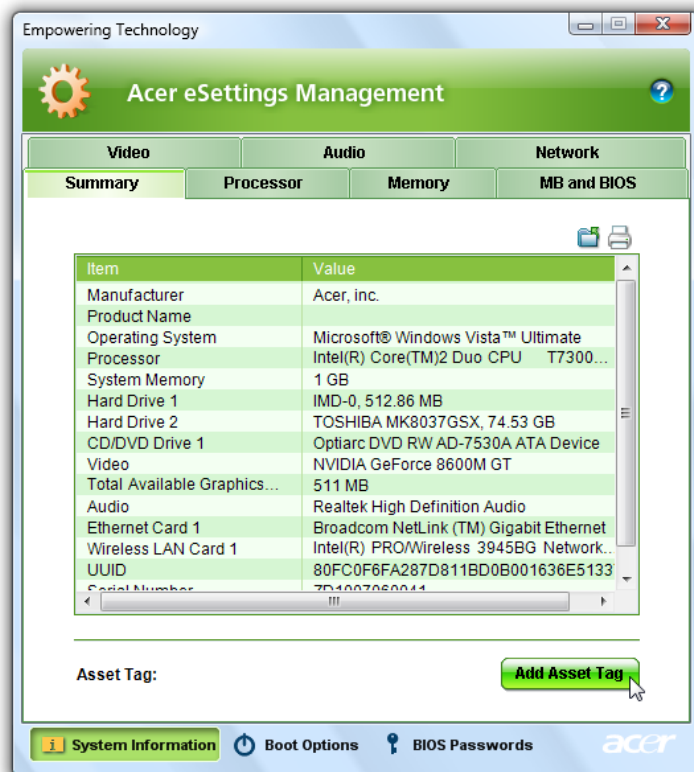 Empowering Technology
Acer eSettings Management
Video Audio Network
Summary Processor Memory MB and BIOS
Item Value
Manufacturer Acer, inc.
Product Name
Operating System Microsoft® Windows Vista™ Ultimate
Processor Intel(R) Core(TM)2 Duo CPU T7300...
System Memory 1 GB
Hard Drive 1 IMD-0, 512.86 MB
Hard Drive 2 TOSHIBA MK8037GSX, 74.53 GB
CD/DVD Drive 1 Optiarc DVD RW AD-7530A ATA Device
Video NVIDIA GeForce 8600M GT
Total Available Graphics... 511 MB
Audio Realtek High Definition Audio
Ethernet Card 1 Broadcom NetLink (TM) Gigabit Ethernet
Wireless LAN Card 1 Intel(R) PRO/Wireless 3945BG Network...
UUID 80FC0F6FA287D811BD0B001636E5133
Serial Number
Asset Tag: Add Asset Tag
System Information Boot Options BIOS Passwords acer